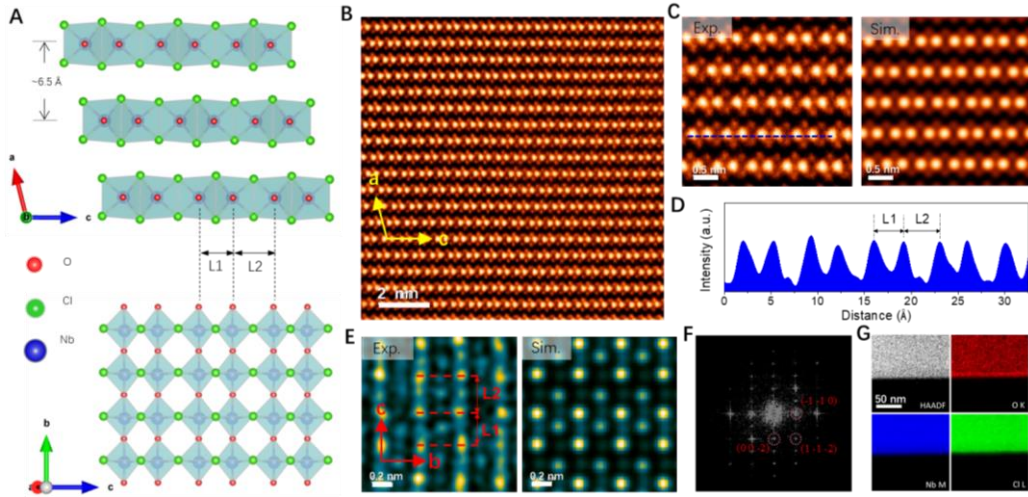 A
~6.5 Å
a
b
c
L1
L2
O
Cl
Nb
b
a
c
B
a
c
2 nm
C
Exp.
Sim.
0.5 nm
0.5 nm
D
L1
L2
Intensity (a.u.)
0 5 10 15 20 25 30
Distance (Å)
E
Exp.
Sim.
L2
L1
c
b
0.2 nm
0.2 nm
F
(-1 -1 0)
(0 0 -2)
(1 -1 -2)
G
50 nm
HAADF
O K
Nb M
Cl L